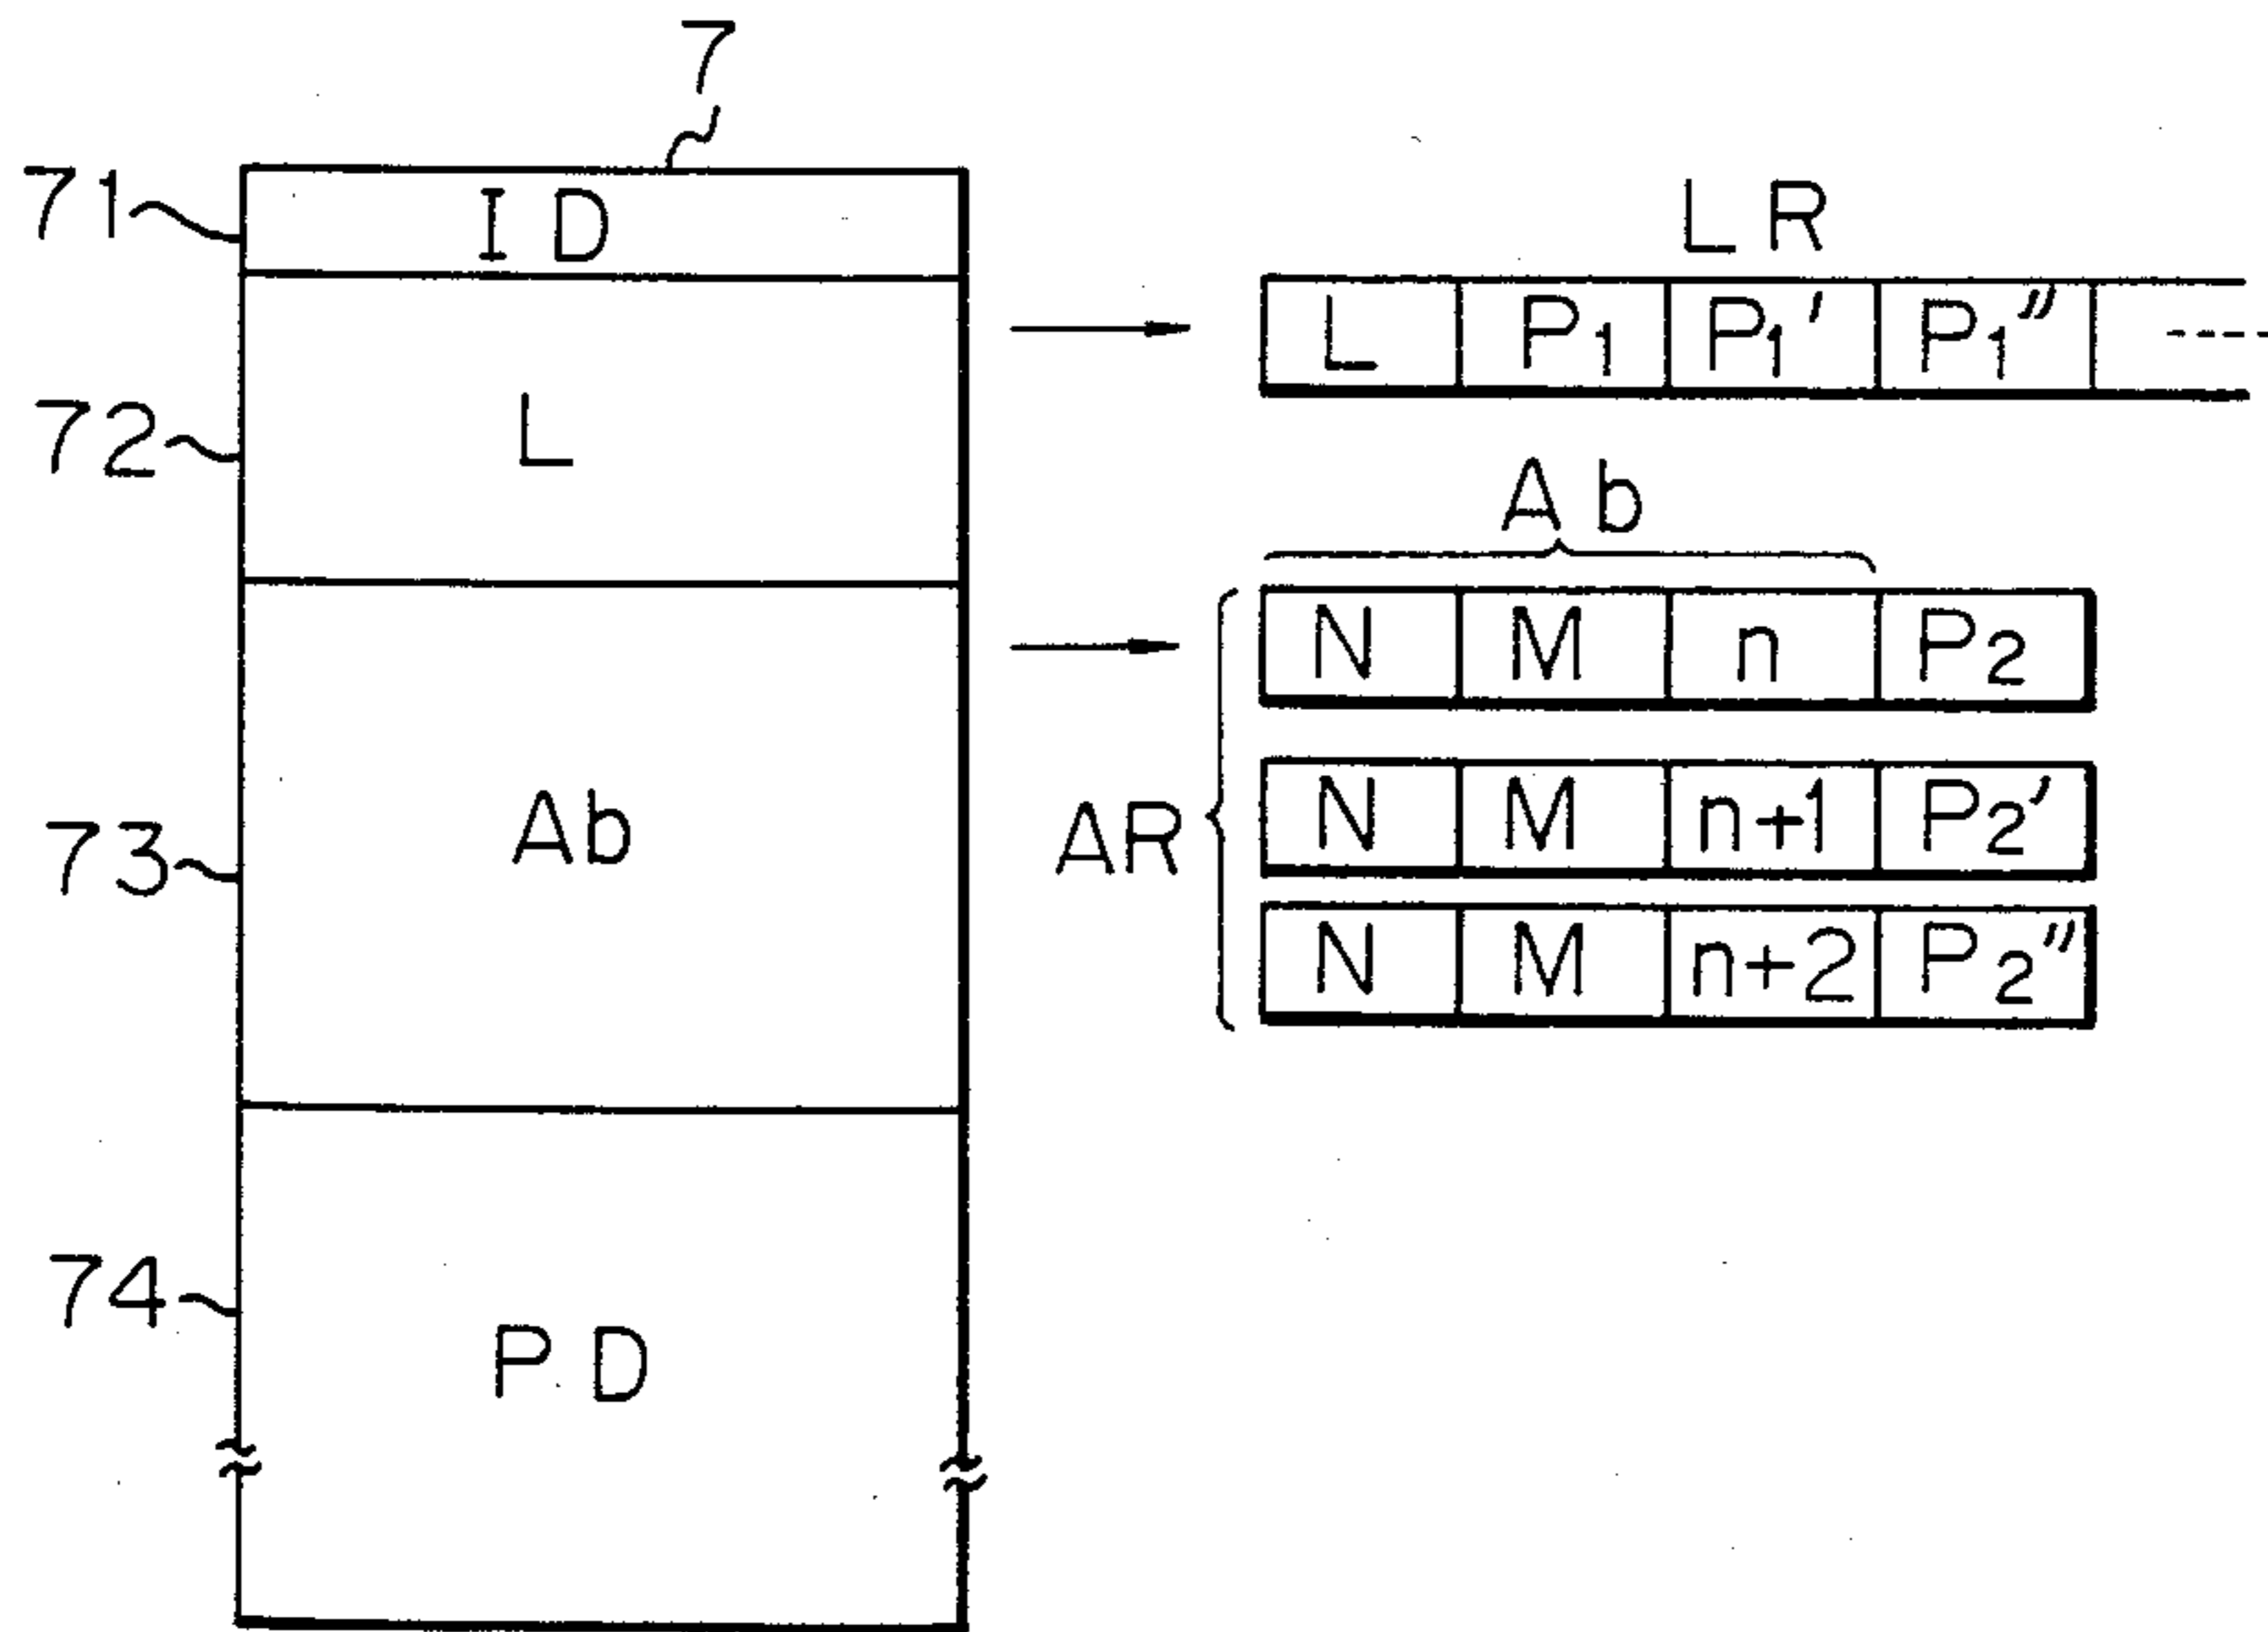 7
71
ID
72
L
73
Ab
74
PD
LR
L P₁ P₁' P₁" ----
Ab
AR
N M n P₂
N M n+1 P₂'
N M n+2 P₂"